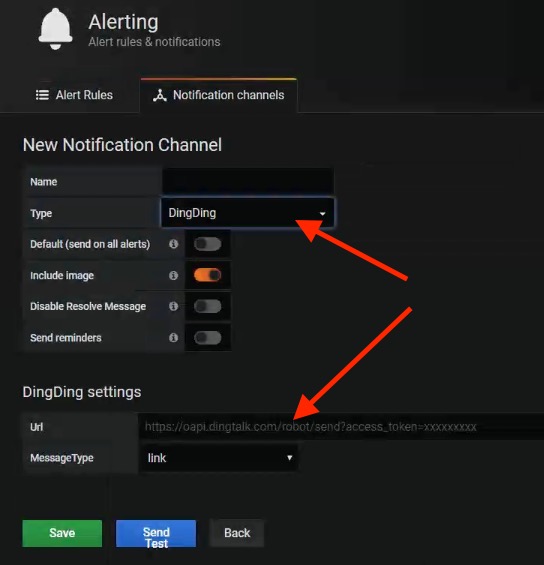 Alerting
Alert rules & notifications
Alert Rules
Notification channels
New Notification Channel
Name
Type
DingDing
Default (send on all alerts)
Include image
Disable Resolve Message
Send reminders
DingDing settings
Url
https://oapi.dingtalk.com/robot/send?access_token=xxxxxxxxx
MessageType
link
Save
Send
Test
Back